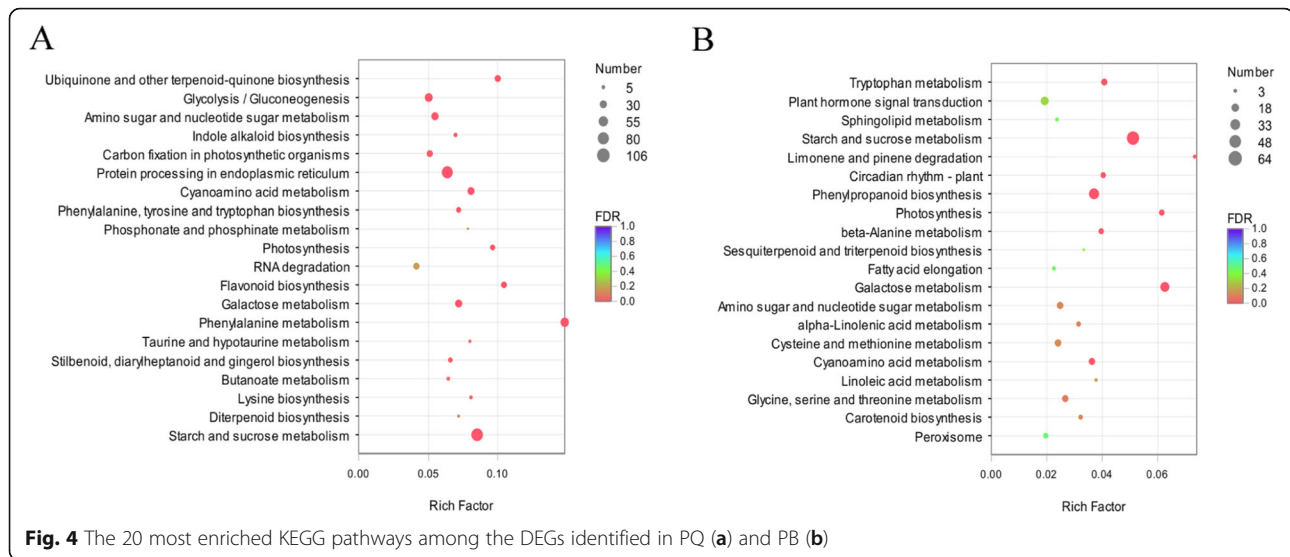 A
Ubiquinone and other terpenoid-quinone biosynthesis
Glycolysis / Gluconeogenesis
Amino sugar and nucleotide sugar metabolism
Indole alkaloid biosynthesis
Carbon fixation in photosynthetic organisms
Protein processing in endoplasmic reticulum
Cyanoamino acid metabolism
Phenylalanine, tyrosine and tryptophan biosynthesis
Phosphonate and phosphinate metabolism
Photosynthesis
RNA degradation
Flavonoid biosynthesis
Galactose metabolism
Phenylalanine metabolism
Taurine and hypotaurine metabolism
Stilbenoid, diarylheptanoid and gingerol biosynthesis
Butanoate metabolism
Lysine biosynthesis
Diterpenoid biosynthesis
Starch and sucrose metabolism
0.00 0.05 0.10
Rich Factor
Number
5
30
55
80
106
FDR
1.0
0.8
0.6
0.4
0.2
0.0
B
Tryptophan metabolism
Plant hormone signal transduction
Sphingolipid metabolism
Starch and sucrose metabolism
Limonene and pinene degradation
Circadian rhythm - plant
Phenylpropanoid biosynthesis
Photosynthesis
beta-Alanine metabolism
Sesquiterpenoid and triterpenoid biosynthesis
Fatty acid elongation
Galactose metabolism
Amino sugar and nucleotide sugar metabolism
alpha-Linolenic acid metabolism
Cysteine and methionine metabolism
Cyanoamino acid metabolism
Linoleic acid metabolism
Glycine, serine and threonine metabolism
Carotenoid biosynthesis
Peroxisome
0.00 0.02 0.04 0.06
Rich Factor
Number
3
18
33
48
64
FDR
1.0
0.8
0.6
0.4
0.2
0.0
Fig. 4 The 20 most enriched KEGG pathways among the DEGs identified in PQ (a) and PB (b)